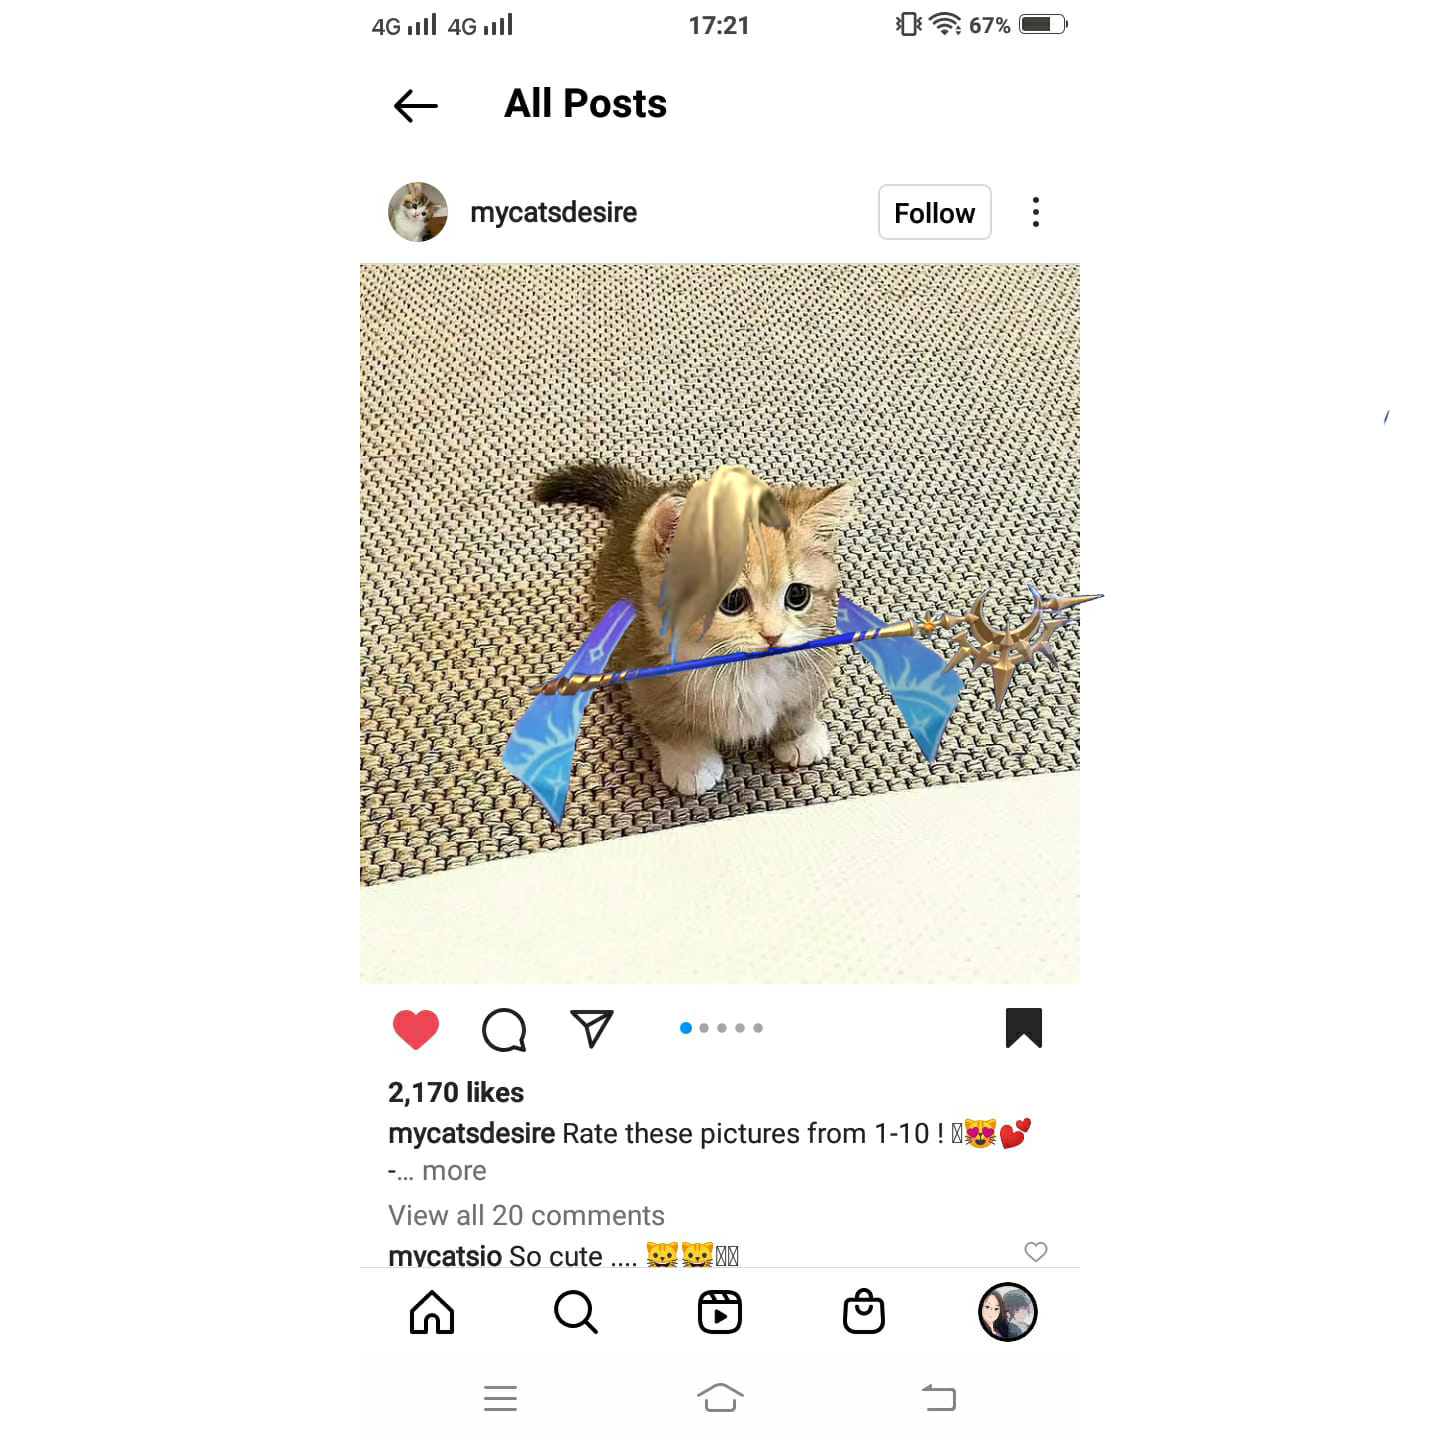 4G 4G 17:21 67%
All Posts
mycatsdesire Follow
2,170 likes
mycatsdesire Rate these pictures from 1-10 ! 😻💕
-... more
View all 20 comments
mycatsio So cute .... 😺😺